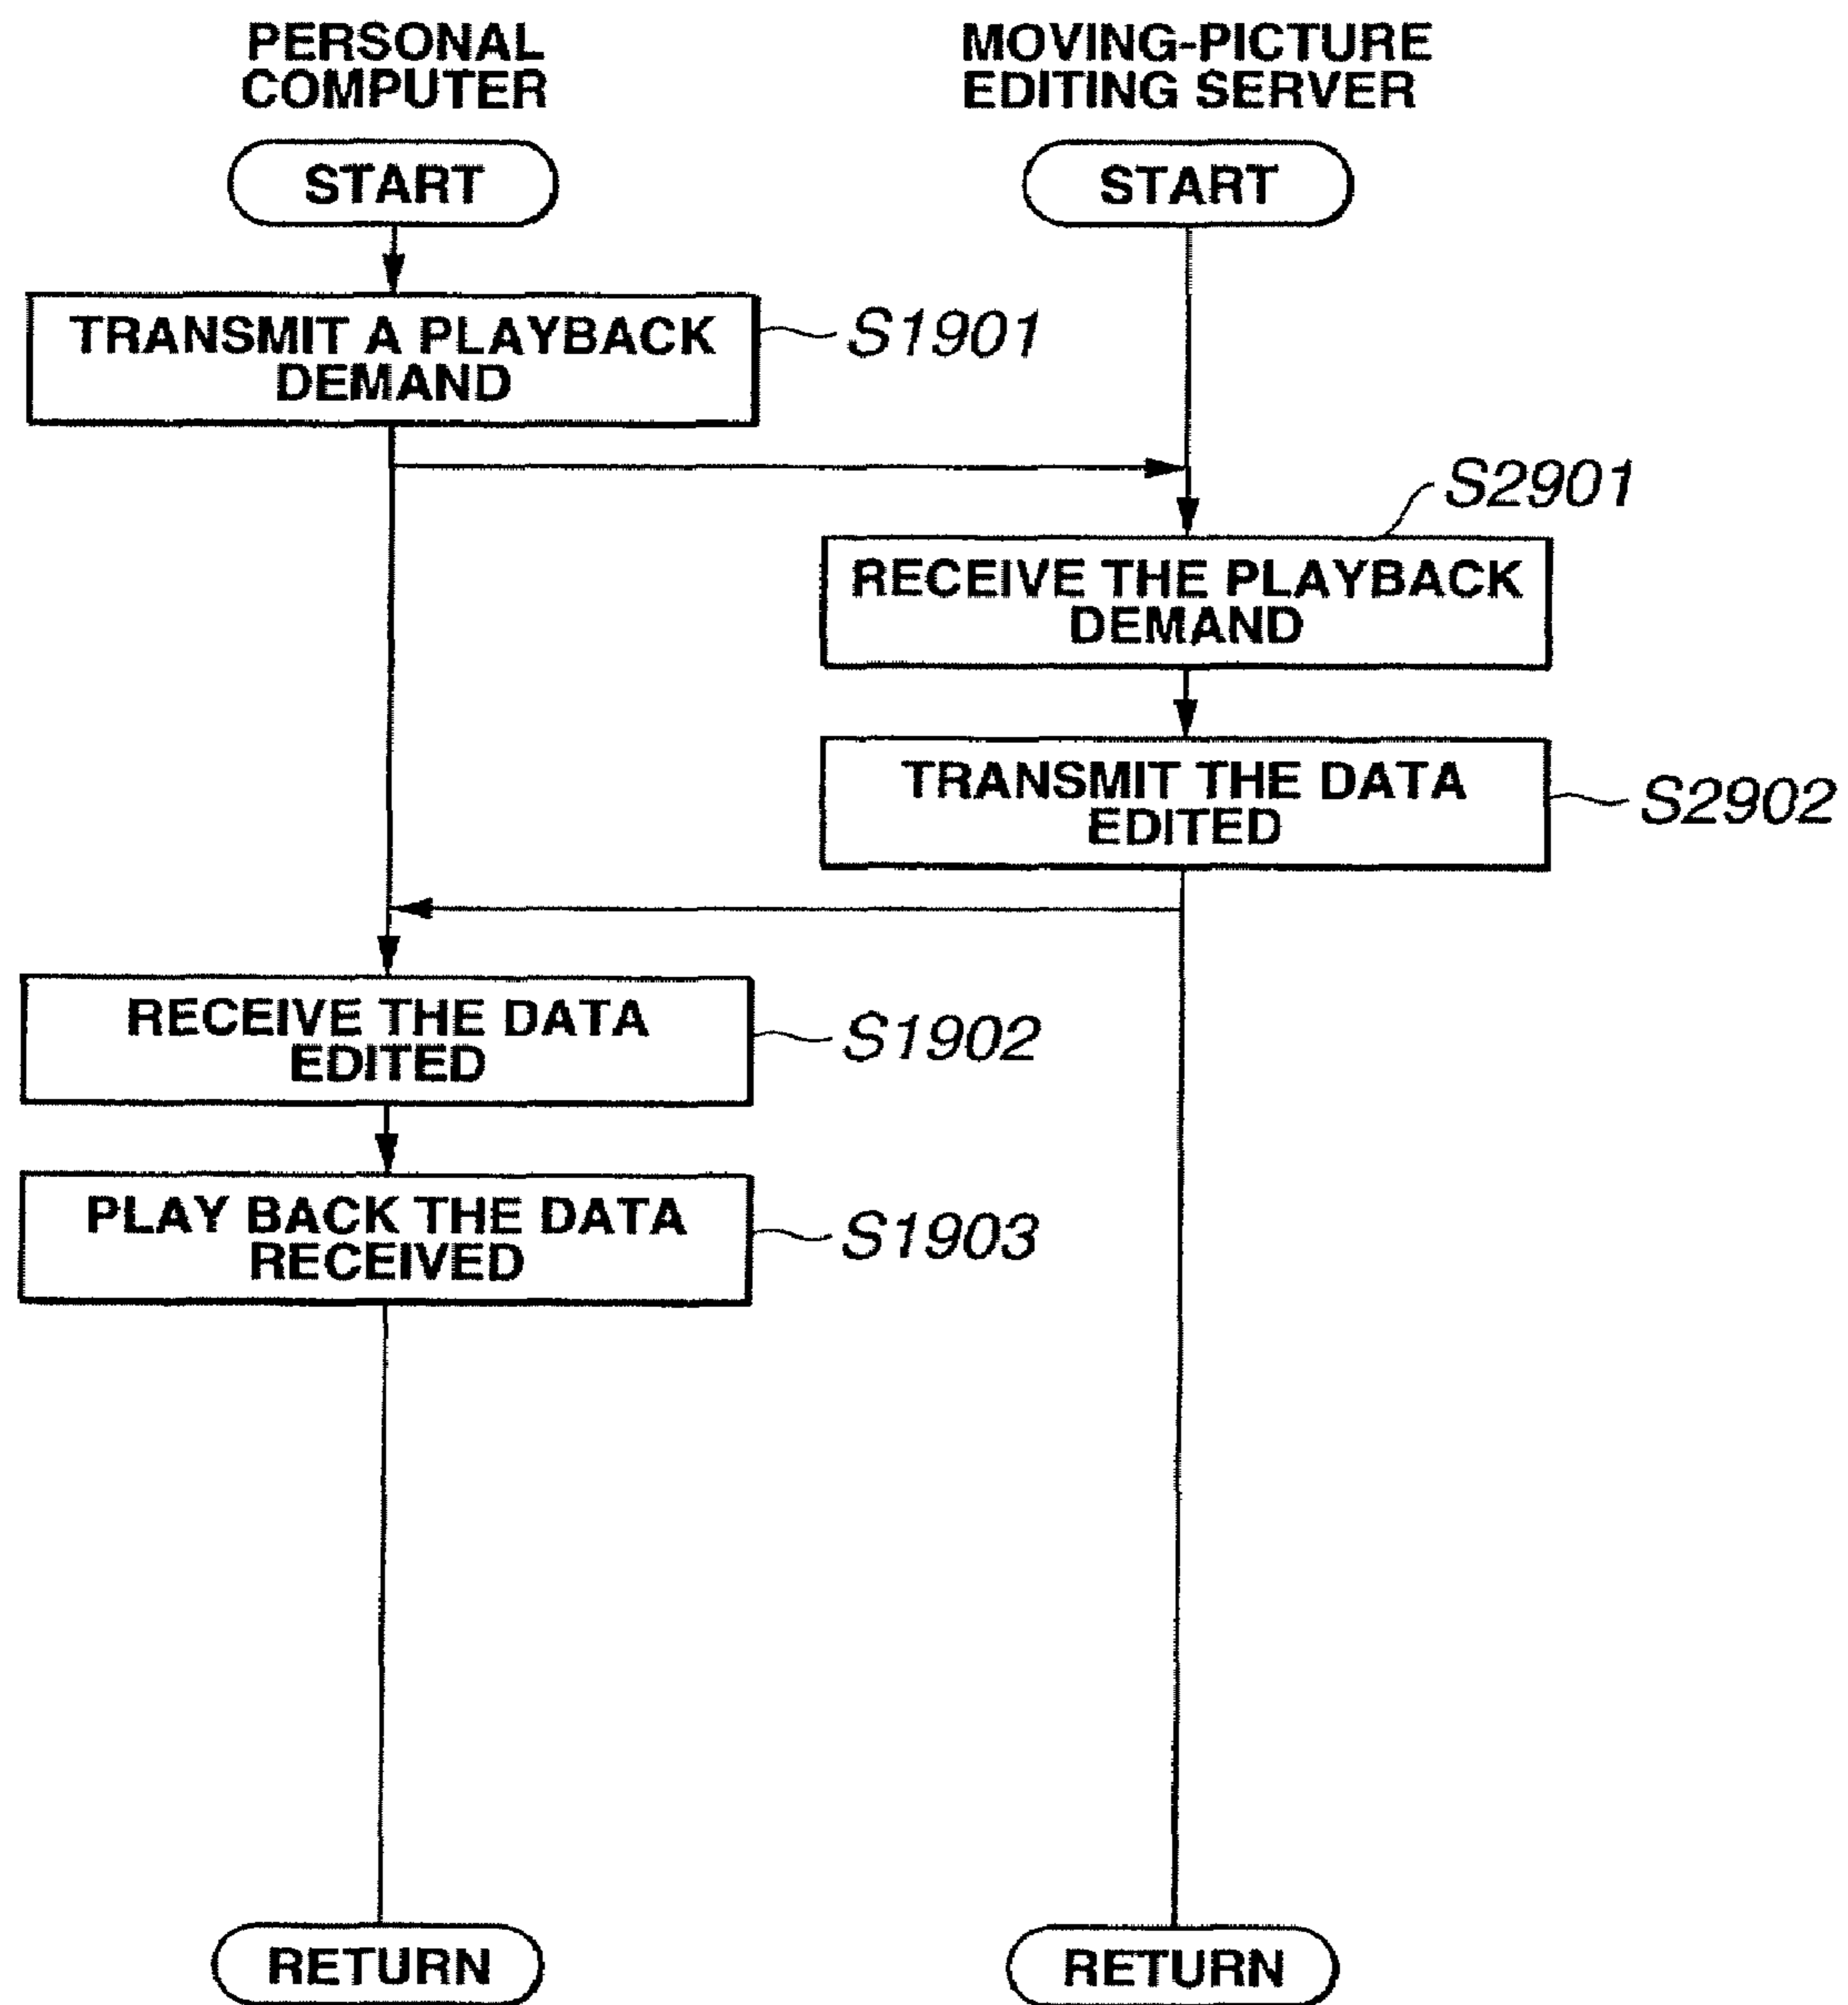 PERSONAL
COMPUTER
MOVING-PICTURE
EDITING SERVER
START
START
TRANSMIT A PLAYBACK
DEMAND
S1901
S2901
RECEIVE THE PLAYBACK
DEMAND
TRANSMIT THE DATA
EDITED
S2902
RECEIVE THE DATA
EDITED
S1902
PLAY BACK THE DATA
RECEIVED
S1903
RETURN
RETURN